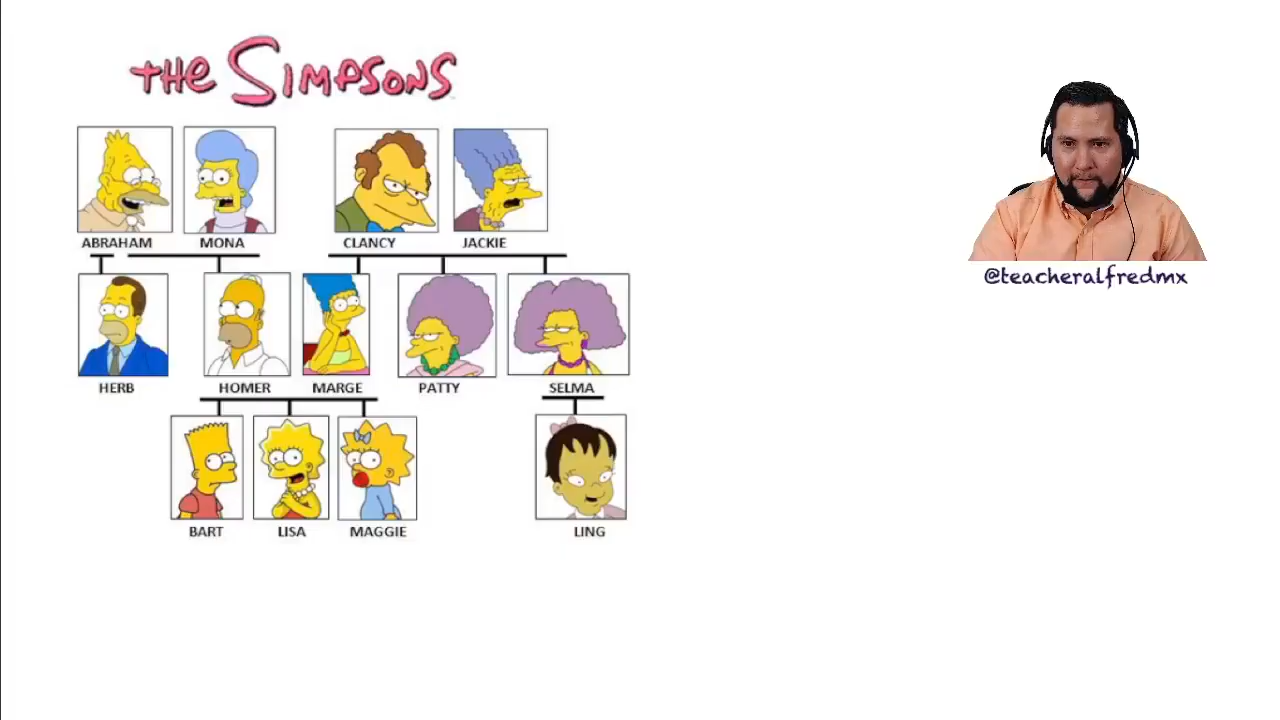 THE SIMPSONS
ABRAHAM MONA CLANCY JACKIE
@teacheralfredmx
HERB HOMER MARGE PATTY SELMA
BART LISA MAGGIE LING